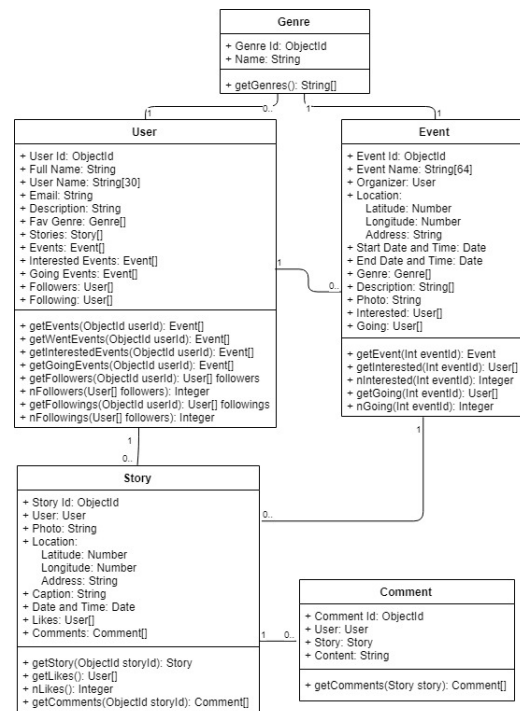 Genre
+ Genre Id: ObjectId
+ Name: String
+ getGenres(): String[]
1
0..
1
1
User
+ User Id: ObjectId
+ Full Name: String
+ User Name: String[30]
+ Email: String
+ Description: String
+ Fav Genre: Genre[]
+ Stories: Story[]
+ Events: Event[]
+ Interested Events: Event[]
+ Going Events: Event[]
+ Followers: User[]
+ Following: User[]
+ getEvents(ObjectId userId): Event[]
+ getWentEvents(ObjectId userId): Event[]
+ getInterestedEvents(ObjectId userId): Event[]
+ getGoingEvents(ObjectId userId): Event[]
+ getFollowers(ObjectId userId): User[] followers
+ nFollowers(User[] followers): Integer
+ getFollowings(ObjectId userId): User[] followings
+ nFollowings(User[] followers): Integer
1
0..
Event
+ Event Id: ObjectId
+ Event Name: String[64]
+ Organizer: User
+ Location:
Latitude: Number
Longitude: Number
Address: String
+ Start Date and Time: Date
+ End Date and Time: Date
+ Genre: Genre[]
+ Description: String[]
+ Photo: String
+ Interested: User[]
+ Going: User[]
+ getEvent(Int eventId): Event
+ getInterested(Int eventId): User[]
+ nInterested(Int eventId): Integer
+ getGoing(Int eventId): User[]
+ nGoing(Int eventId): Integer
1
0..
1
0..
Story
+ Story Id: ObjectId
+ User: User
+ Photo: String
+ Location:
Latitude: Number
Longitude: Number
Address: String
+ Caption: String
+ Date and Time: Date
+ Likes: User[]
+ Comments: Comment[]
+ getStory(ObjectId storyId): Story
+ getLikes(): User[]
+ nLikes(): Integer
+ getComments(ObjectId storyId): Comment[]
1
0..
Comment
+ Comment Id: ObjectId
+ User: User
+ Story: Story
+ Content: String
+ getComments(Story story): Comment[]